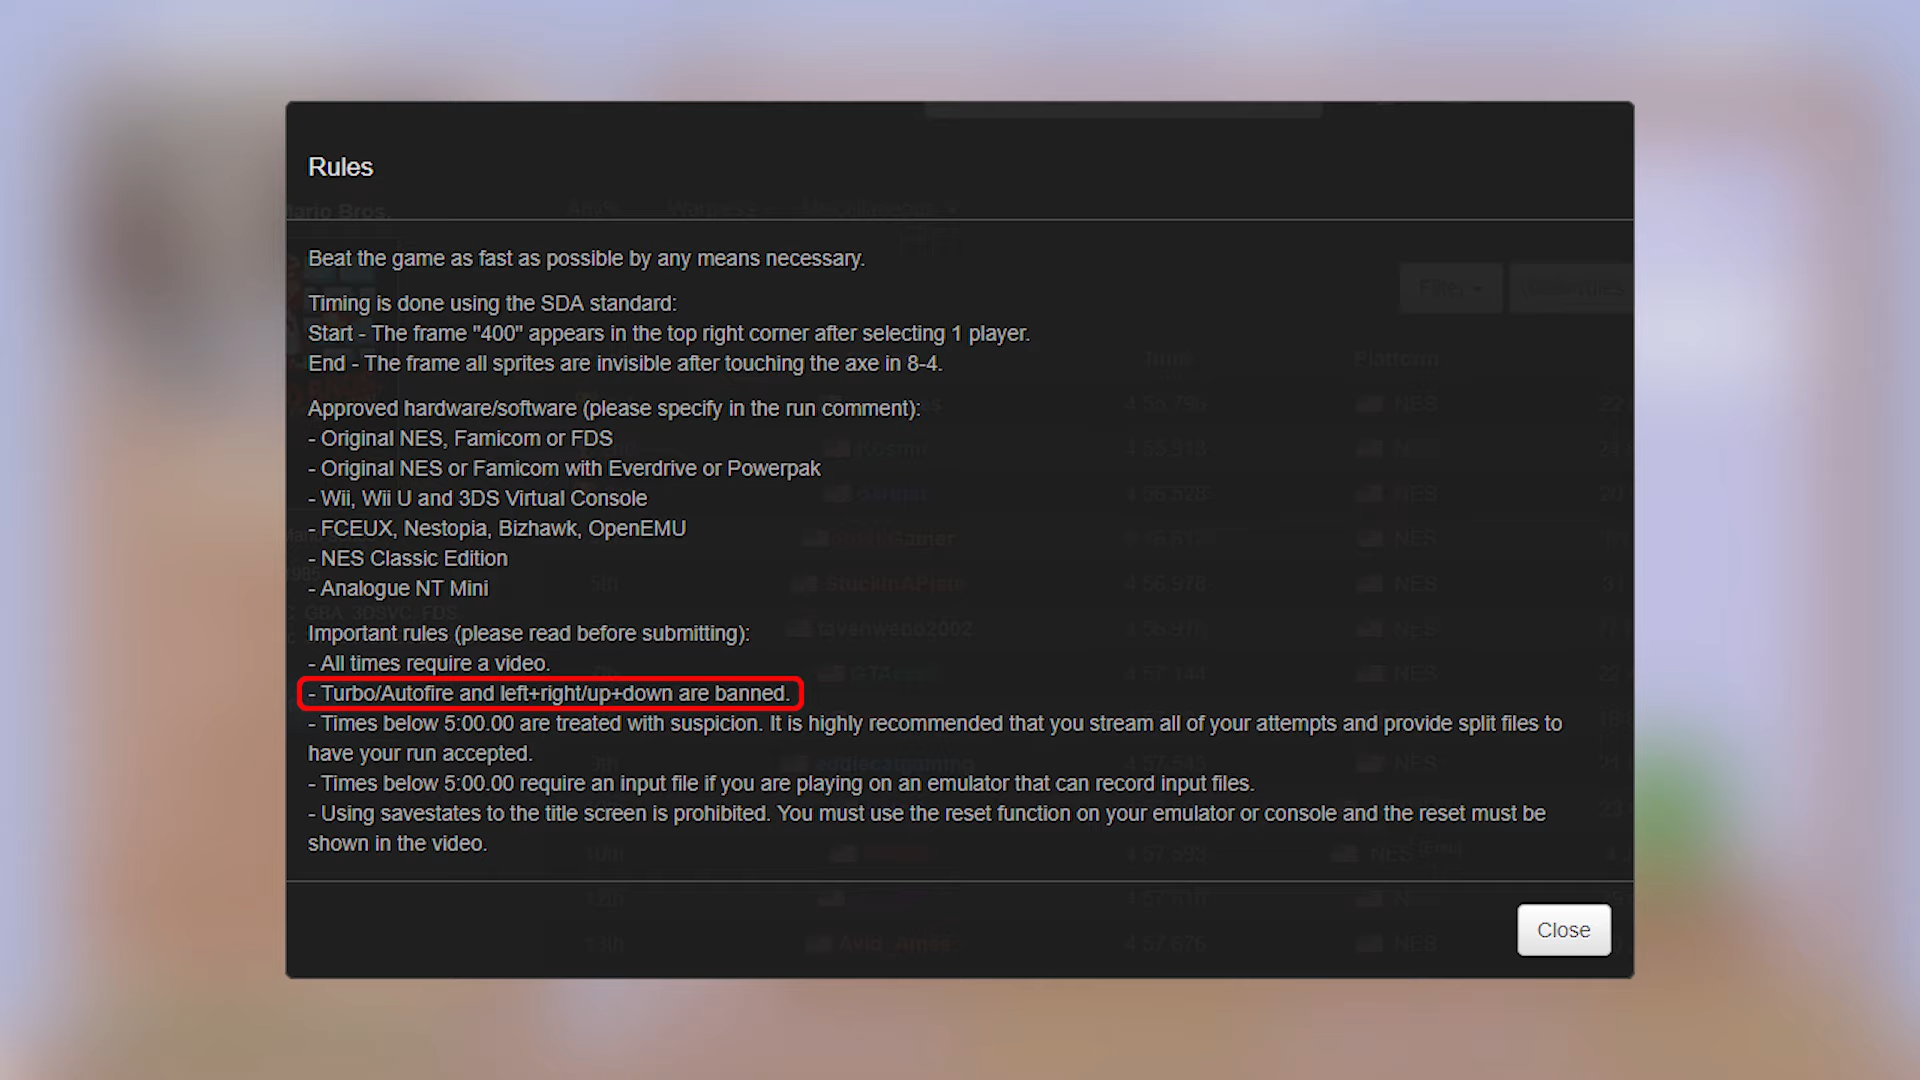 Rules
Beat the game as fast as possible by any means necessary.
Timing is done using the SDA standard:
Start - The frame "400" appears in the top right corner after selecting 1 player.
End - The frame all sprites are invisible after touching the axe in 8-4.
Approved hardware/software (please specify in the run comment):
- Original NES, Famicom or FDS
- Original NES or Famicom with Everdrive or Powerpak
- Wii, Wii U and 3DS Virtual Console
- FCEUX, Nestopia, Bizhawk, OpenEMU
- NES Classic Edition
- Analogue NT Mini
Important rules (please read before submitting):
- All times require a video.
- Turbo/Autofire and left+right/up+down are banned.
- Times below 5:00.00 are treated with suspicion. It is highly recommended that you stream all of your attempts and provide split files to
have your run accepted.
- Times below 5:00.00 require an input file if you are playing on an emulator that can record input files.
- Using savestates to the title screen is prohibited. You must use the reset function on your emulator or console and the reset must be
shown in the video.
Close